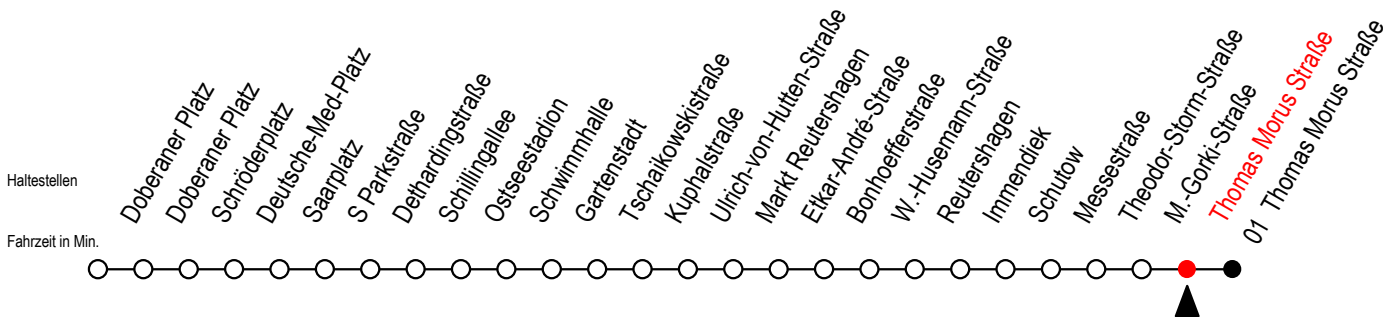 Haltestellen
Fahrzeit in Min.
Doberaner Platz
Doberaner Platz
Schröderplatz
Deutsche-Med-Platz
Saarplatz
S Parkstraße
Dethardingstraße
Schillingallee
Ostseestadion
Schwimmhalle
Gartenstadt
Tschaikowskistraße
Kuphalstraße
Ulrich-von-Hutten-Straße
Markt Reutershagen
Etkar-André-Straße
Bonhoefferstraße
W.-Husemann-Straße
Reutershagen
Immendiek
Schutow
Messestraße
Theodor-Storm-Straße
M.-Gorki-Straße
Thomas Morus Straße
01 Thomas Morus Straße